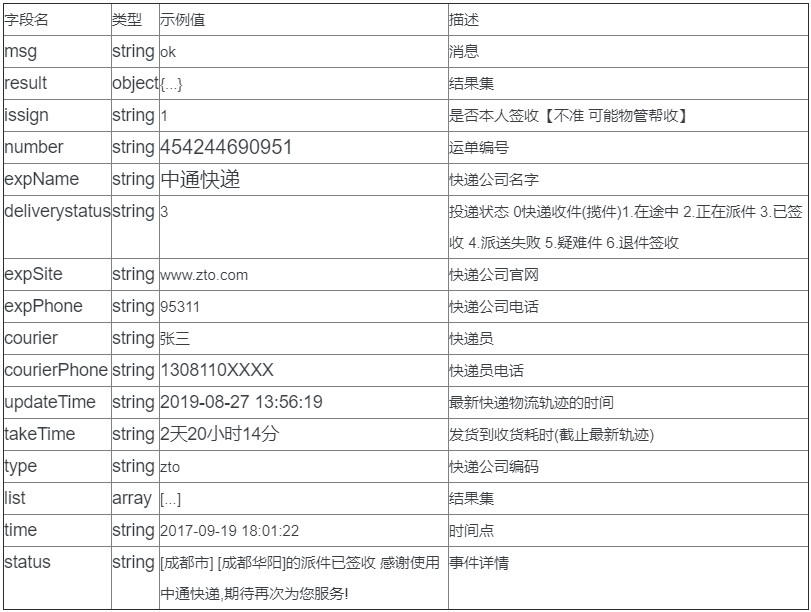 字段名 类型 示例值 描述
msg string ok 消息
result object {...} 结果集
issign string 1 是否本人签收【不准 可能物管帮收】
number string 454244690951 运单编号
expName string 中通快递 快递公司名字
deliverystatus string 3 投递状态 0快递收件(揽件)1.在途中 2.正在派件 3.已签
收 4.派送失败 5.疑难件 6.退件签收
expSite string www.zto.com 快递公司官网
expPhone string 95311 快递公司电话
courier string 张三 快递员
courierPhone string 1308110XXXX 快递员电话
updateTime string 2019-08-27 13:56:19 最新快递物流轨迹的时间
takeTime string 2天20小时14分 发货到收货耗时(截止最新轨迹)
type string zto 快递公司编码
list array [...] 结果集
time string 2017-09-19 18:01:22 时间点
status string [成都市] [成都华阳]的派件已签收 感谢使用 事件详情
中通快递,期待再次为您服务!